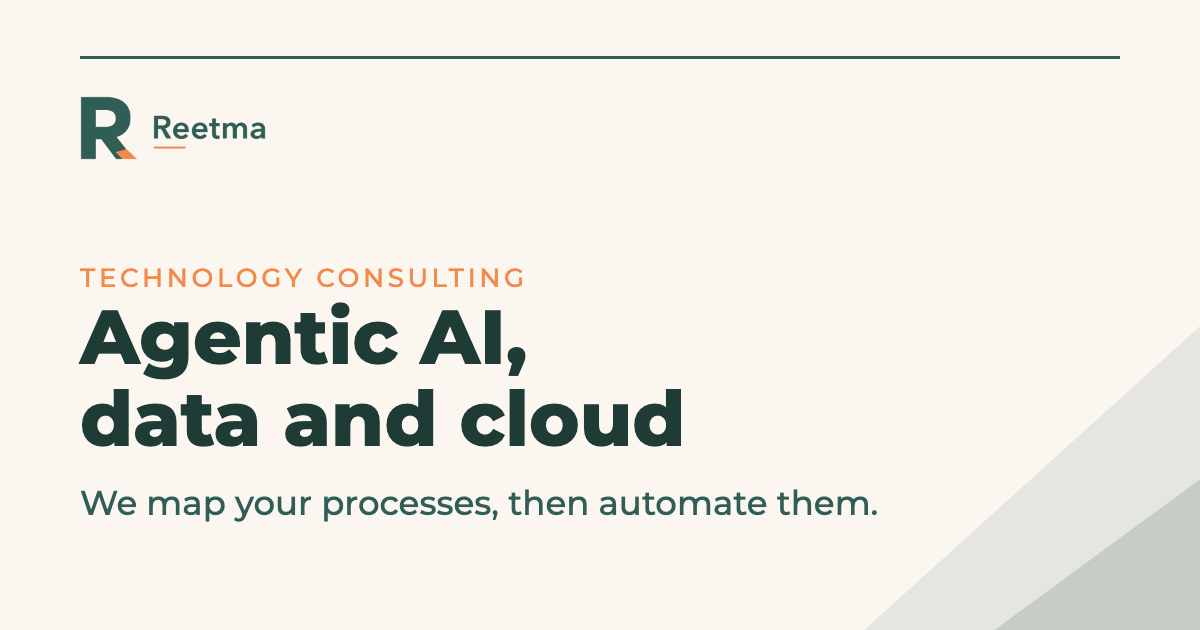 R Reetma
TECHNOLOGY CONSULTING
Agentic AI,
data and cloud
We map your processes, then automate them.